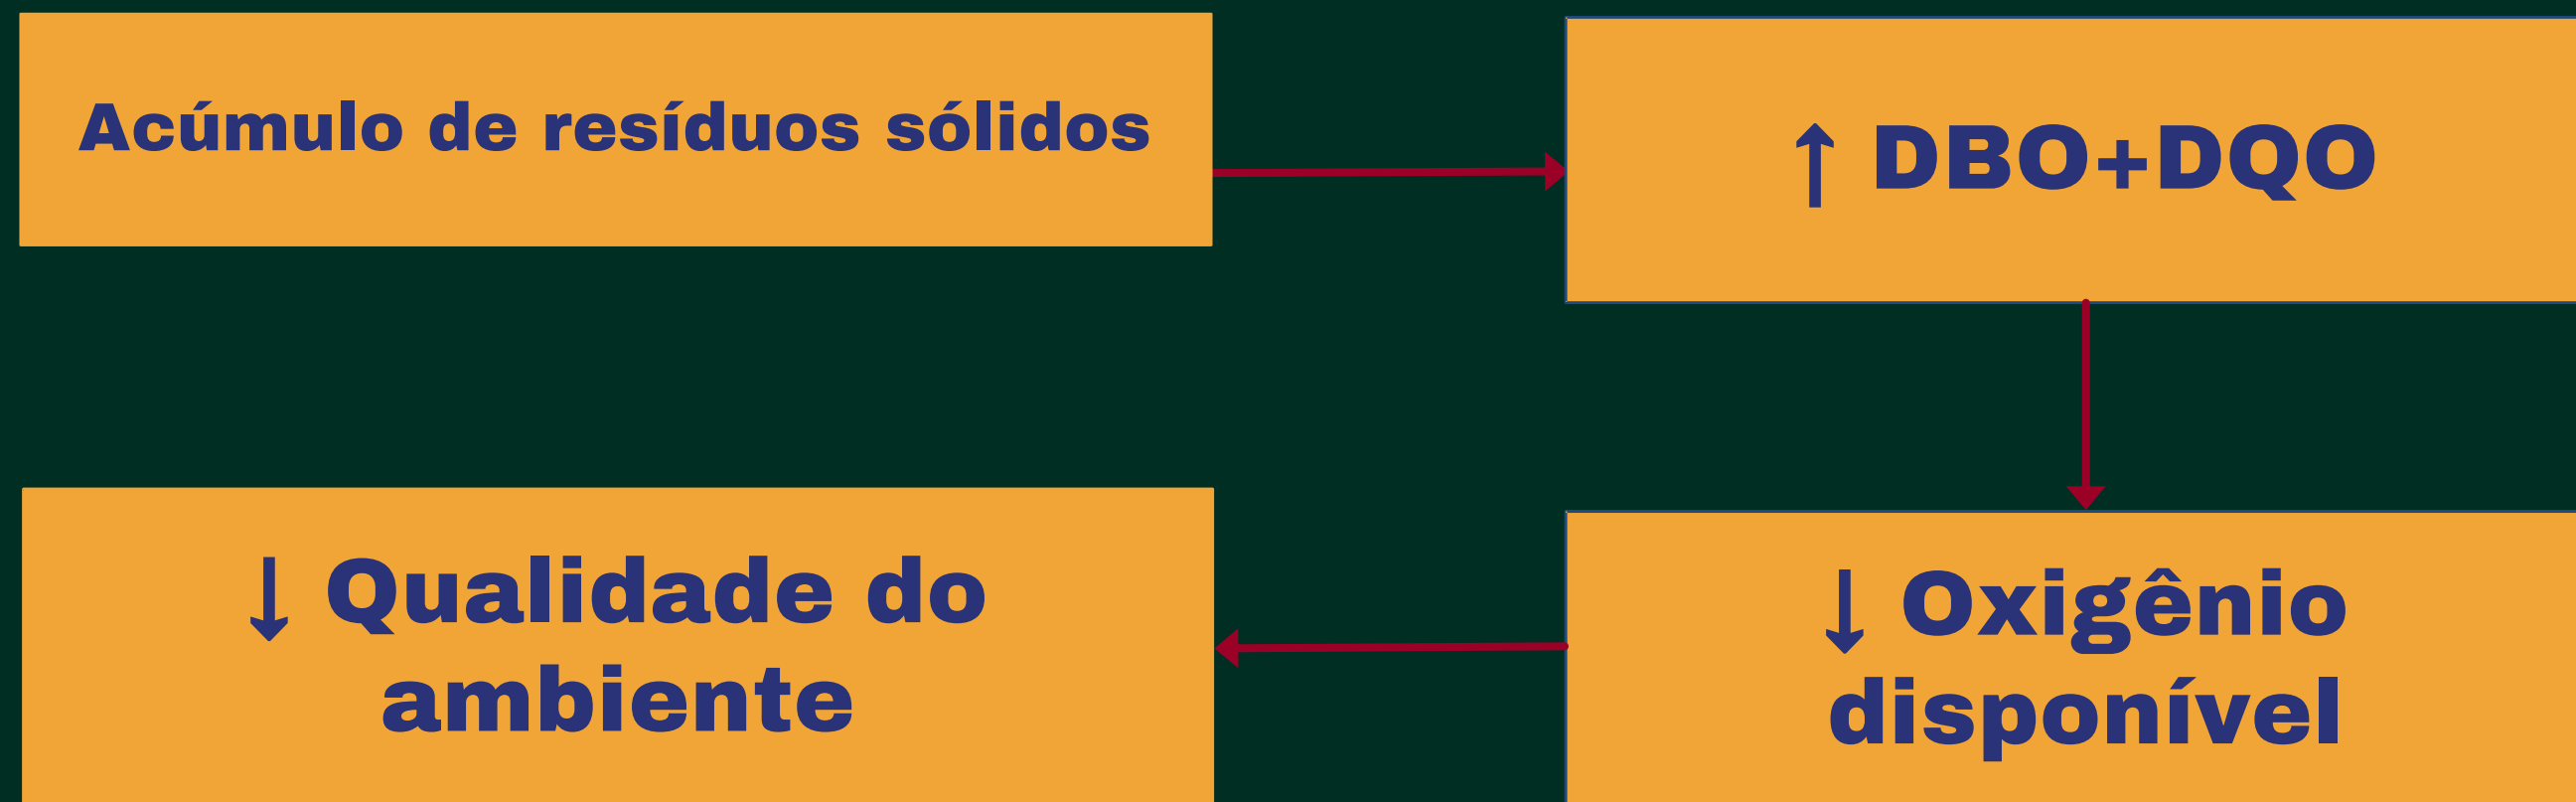 Acúmulo de resíduos sólidos
↑ DBO+DQO
↓ Oxigênio
disponível
↓ Qualidade do
ambiente